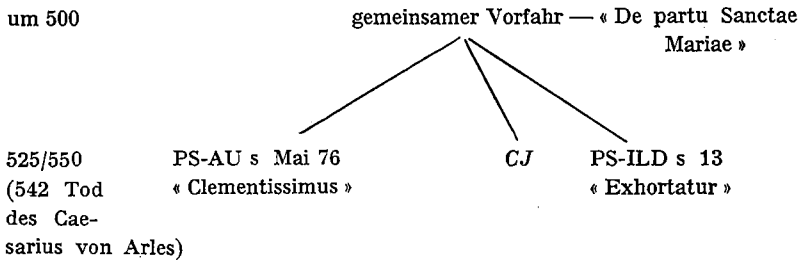 um 500 gemeinsamer Vorfahr — « De partu Sanctae
Mariae »
525/550 PS-AU s Mai 76 CJ PS-ILD s 13
(542 Tod « Clementissimus » « Exhortatur »
des Cae-
sarius von Arles)